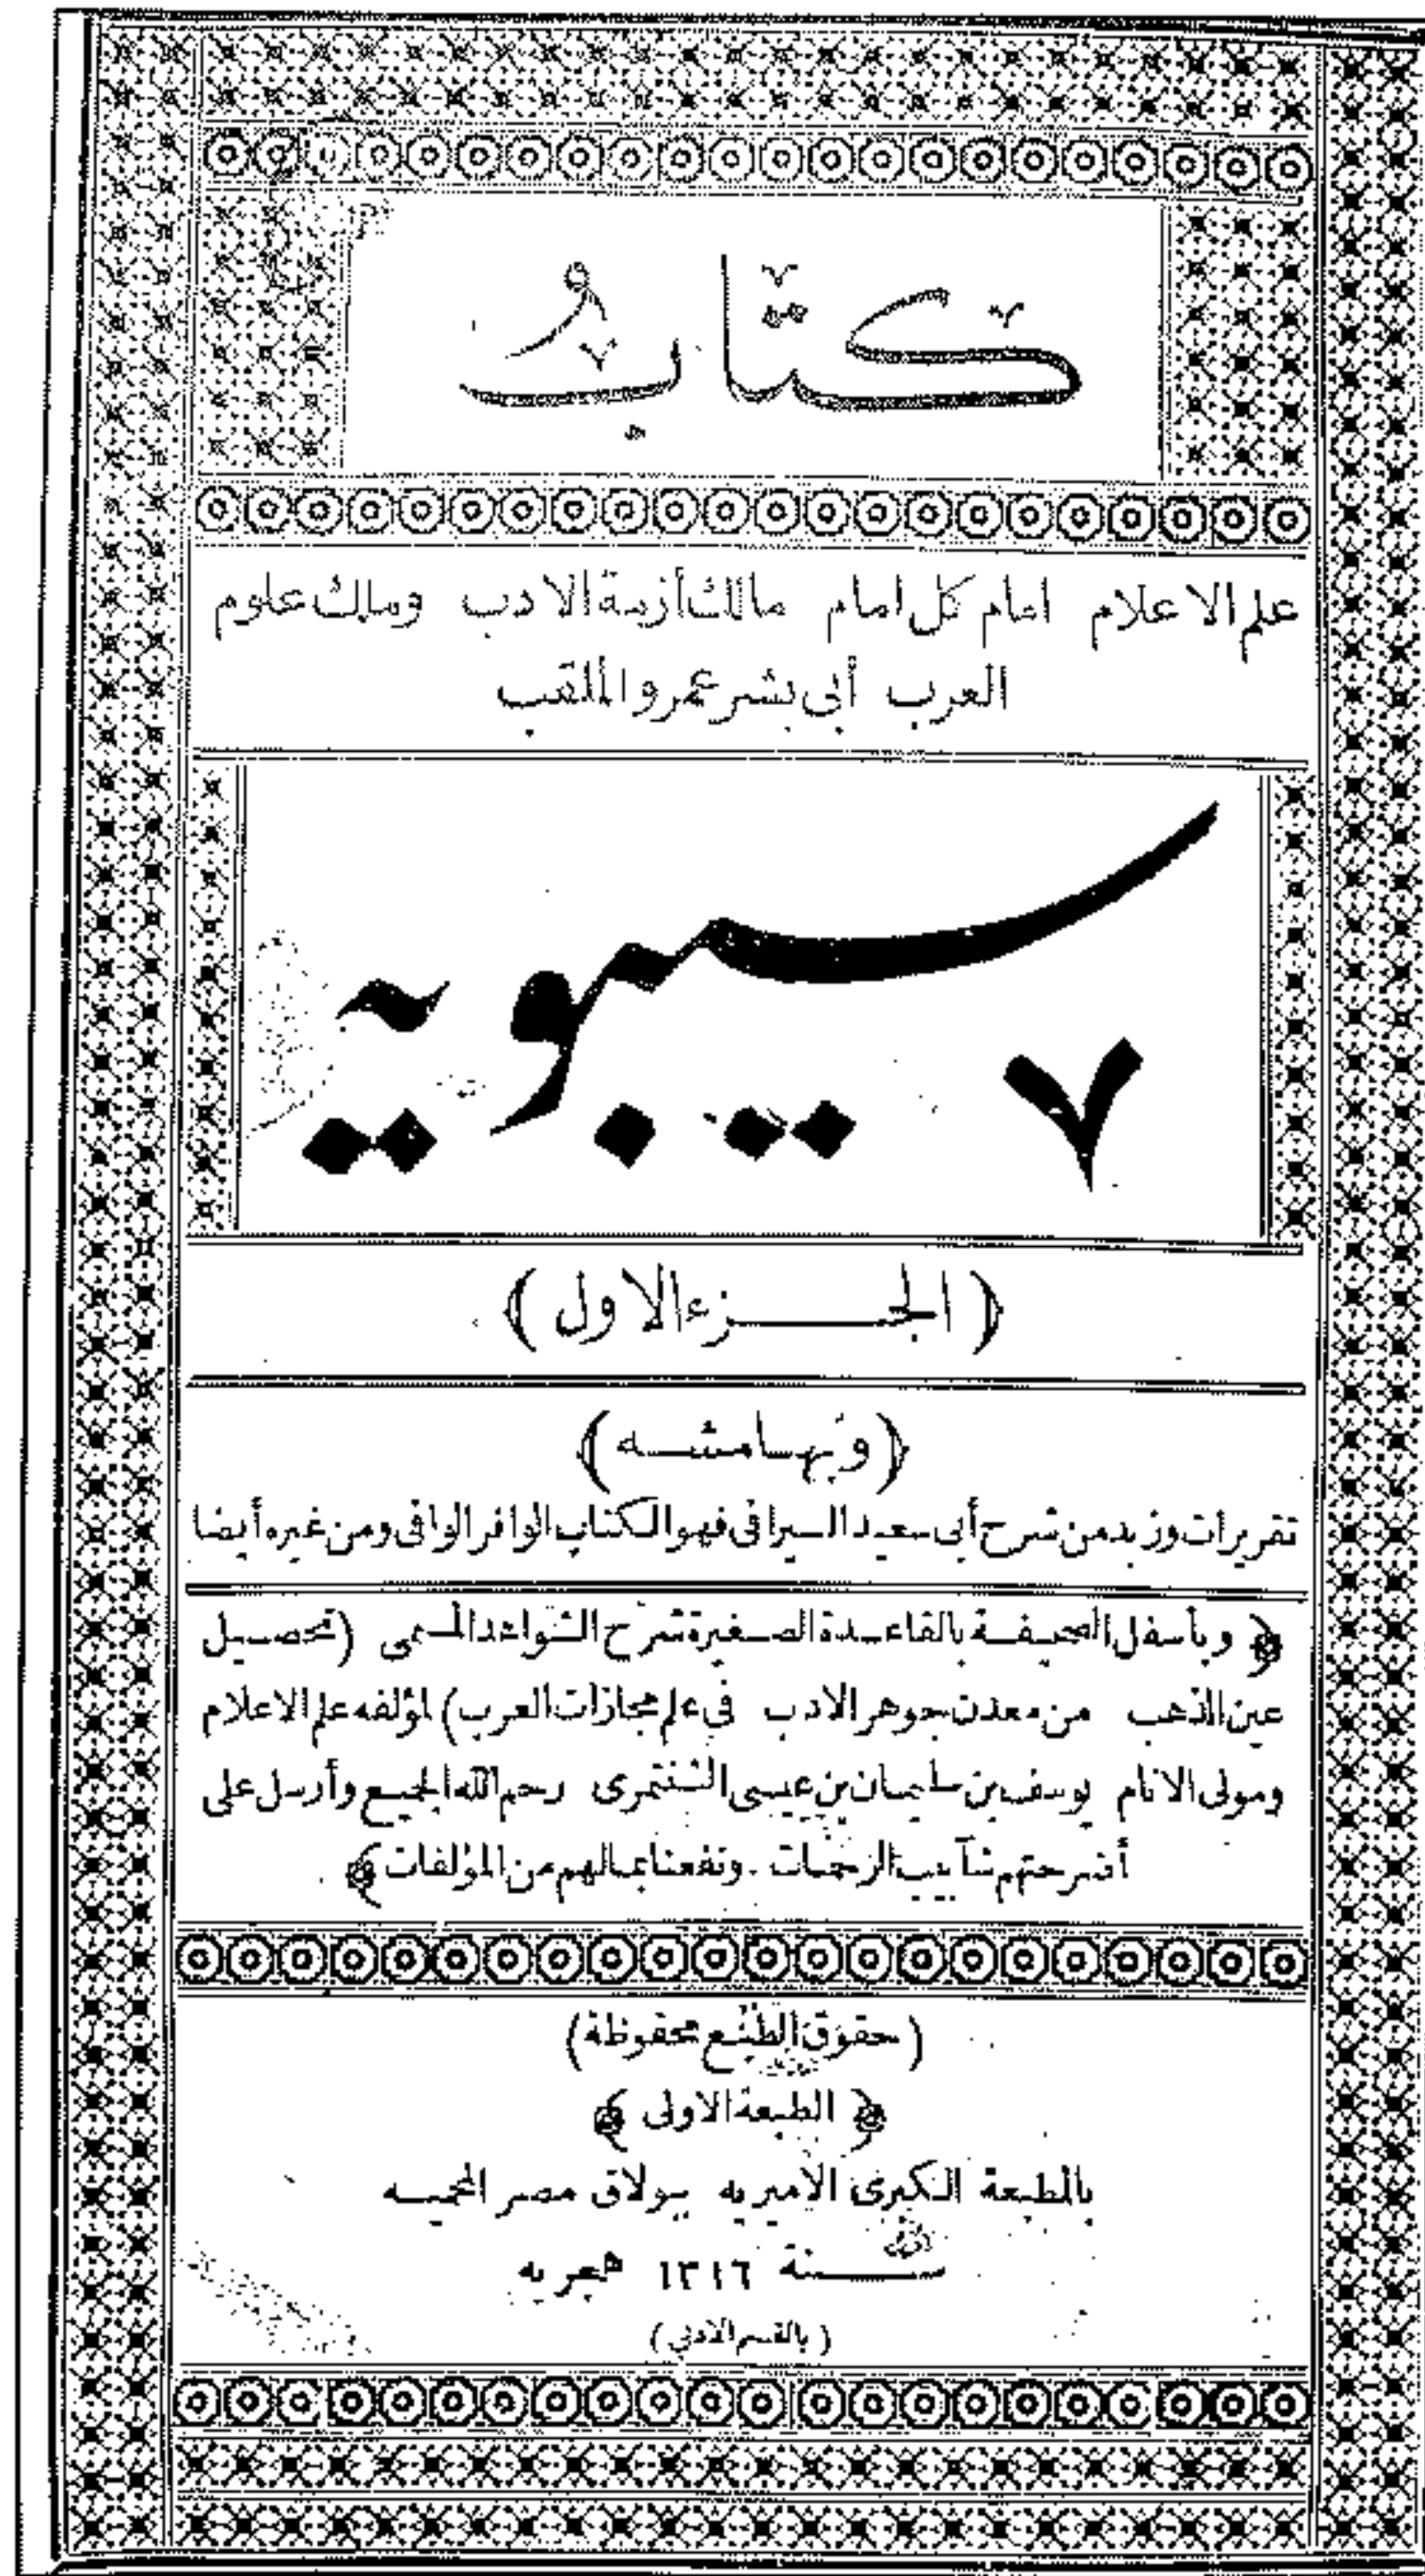 كتابُ
علم الاعلام امام كل امام مالك أزمة الادب وملك علوم
العرب أبى بشر عمرو الملقب
سيبويه
(الجزء الاول)
(وبهامشه)
تقريرات وزبد من شرح أبى سعيد السيرافى فهو الكتاب الوافر الوافى ومن غيره أيضا
وبأسفل الصحيفة بالقاعدة الصغيرة شرح الشواهد المسمى (تحصيل
عين الذهب من معدن جوهر الادب فى علم مجازات العرب) لمؤلفه علم الاعلام
ومولى الانام يوسف بن سليمان بن عيسى الشنتمرى رحم الله الجميع وأرسل على
أضرحتهم شآبيب الرحمات . ونفعنا بمالهم من المؤلفات
(حقوق الطبع محفوظة)
الطبعة الاولى
بالمطبعة الكبرى الاميريه ببولاق مصر المحميه
سنة ١٣١٦ هجريه
(بالقسم الادبى)